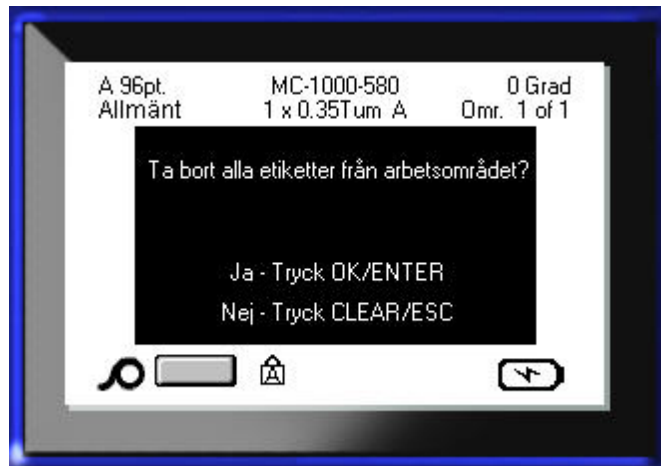 A 96pt. MC-1000-580 0 Grad
Allmänt 1 x 0.35Tum A Omr. 1 of 1
Ta bort alla etiketter från arbetsområdet?
Ja - Tryck OK/ENTER
Nej - Tryck CLEAR/ESC
A